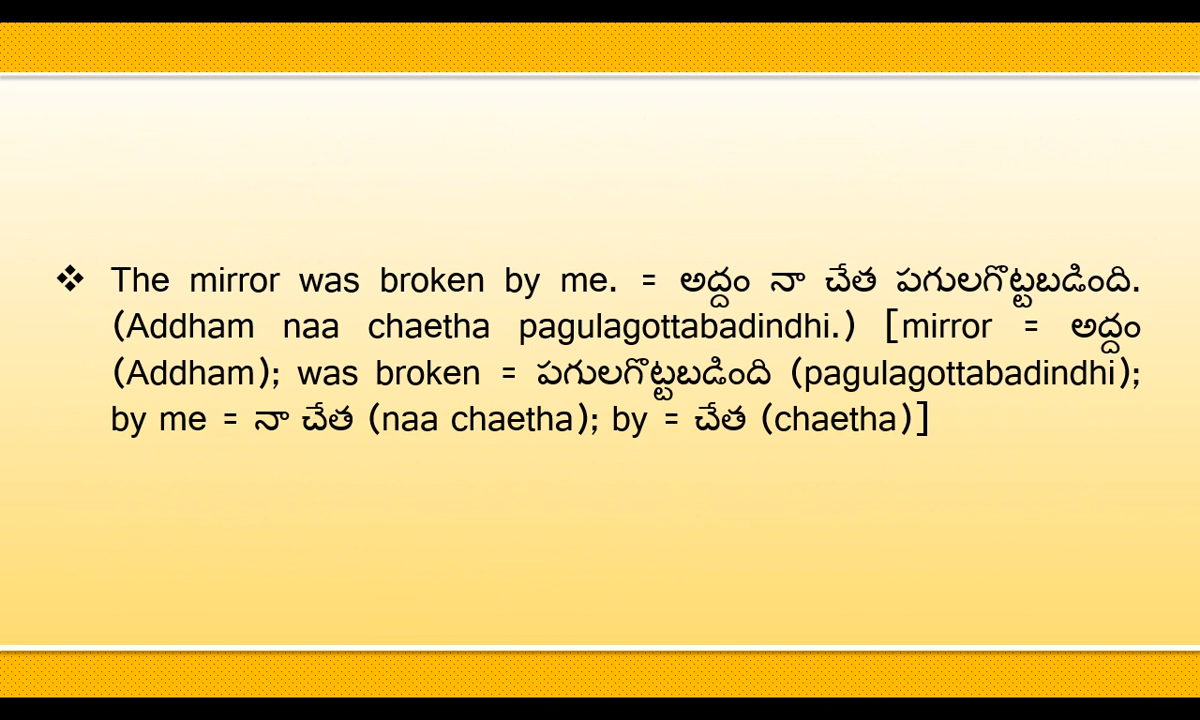 ❖ The mirror was broken by me. = అద్దం నా చేత పగులగొట్టబడింది.
(Addham naa chaetha pagulagottabadindhi.) [mirror = అద్దం
(Addham); was broken = పగులగొట్టబడింది (pagulagottabadindhi);
by me = నా చేత (naa chaetha); by = చేత (chaetha)]